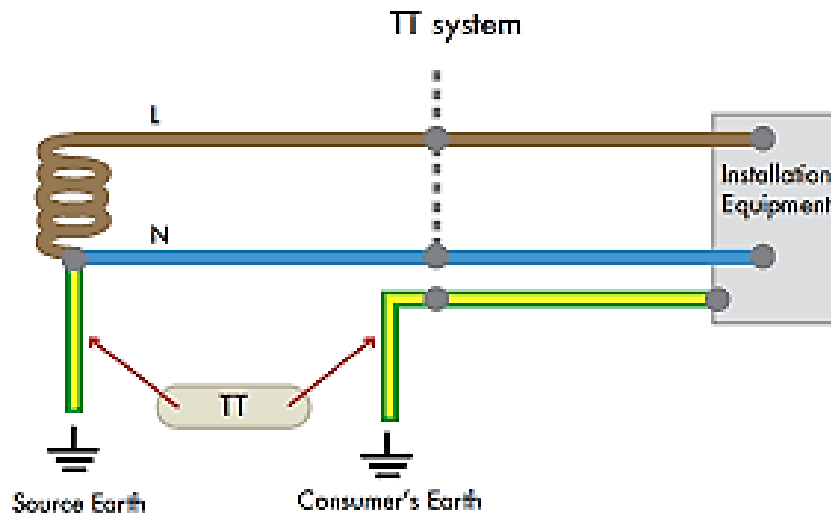 TT system
L
Installation
Equipment
N
TT
Source Earth
Consumer's Earth